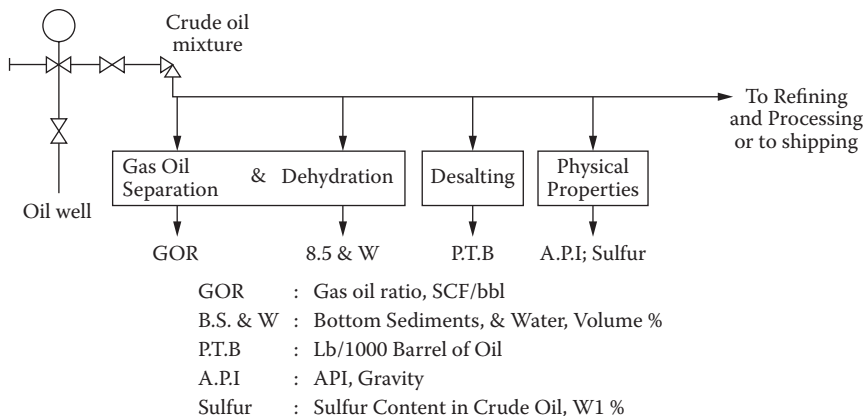 Crude oil
mixture
To Refining
and Processing
or to shipping
Gas Oil
Separation
& Dehydration
Desalting
Physical
Properties
Oil well
GOR 8.5 & W P.T.B A.P.I; Sulfur
GOR : Gas oil ratio, SCF/bbl
B.S. & W : Bottom Sediments, & Water, Volume %
P.T.B : Lb/1000 Barrel of Oil
A.P.I : API, Gravity
Sulfur : Sulfur Content in Crude Oil, W1 %